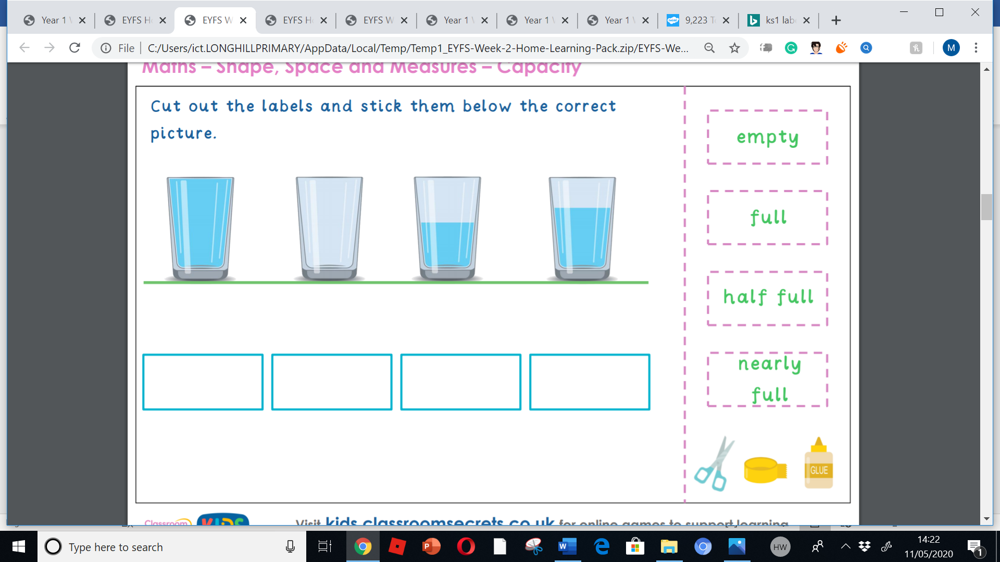 Year 1
EYFS H
EYFS W
EYFS H
EYFS W
Year 1
Year 1
Year 1
9,223 T
ks1 lab
File
C:/Users/ict.LONGHILLPRIMARY/AppData/Local/Temp/Temp1_EYFS-Week-2-Home-Learning-Pack.zip/EYFS-We...
M
Maths – Shape, Space and Measures – Capacity
Cut out the labels and stick them below the correct
picture.
empty
full
half full
nearly
full
GLUE
Classroom
KIDS
Visit kids.classroomsecrets.co.uk for online games to support learning
Type here to search
HW
14:22
11/05/2020
1